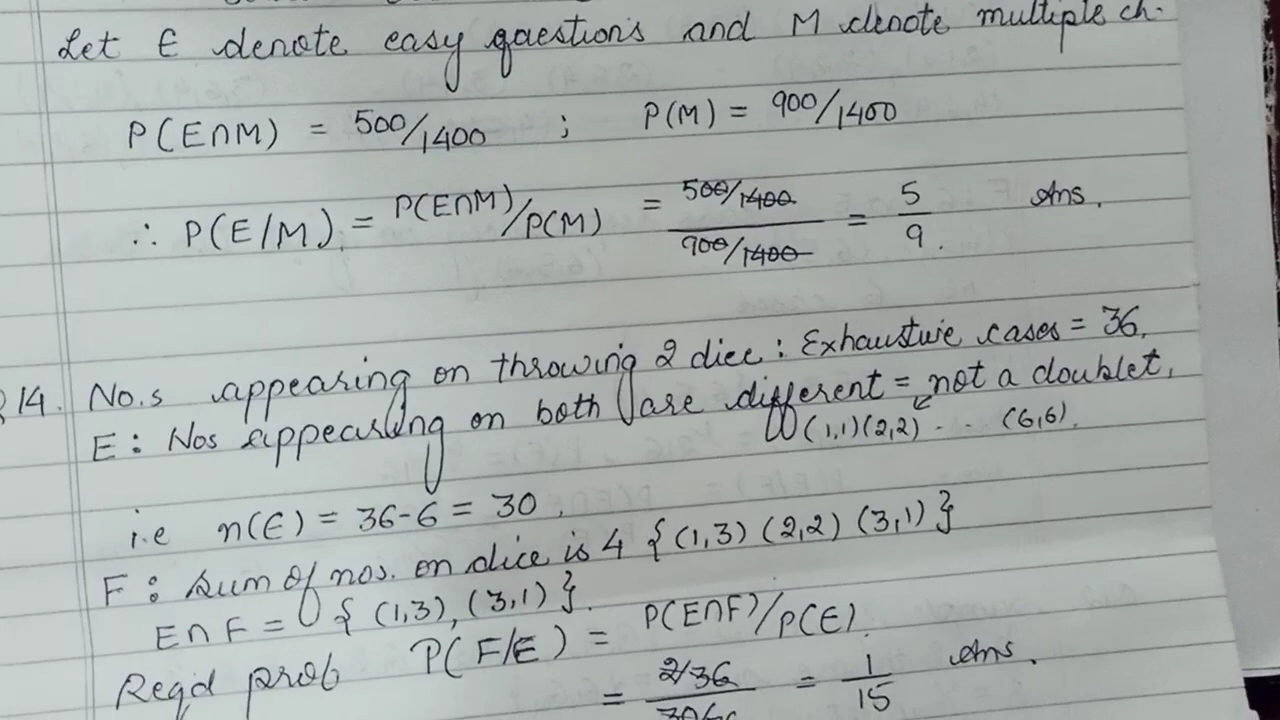 Let E denote easy questions and M denote multiple ch.
P(E∩M) = 500/1400 ; P(M) = 900/1400
∴ P(E/M) = P(E∩M)/P(M) = 500/1400 / 900/1400 = 5/9. Ans.
14. No.s appearing on throwing 2 dice : Exhaustive cases = 36.
E : Nos appearing on both are different = not a doublet.
(1,1)(2,2) - - (6,6).
i.e n(E) = 36-6 = 30.
F : Sum of nos. on dice is 4 {(1,3) (2,2) (3,1)}
E∩F = {(1,3), (3,1)}.
Reqd prob P(F/E) = P(E∩F)/P(E).
= 2/36 / 30/ = 1/15 Ans.